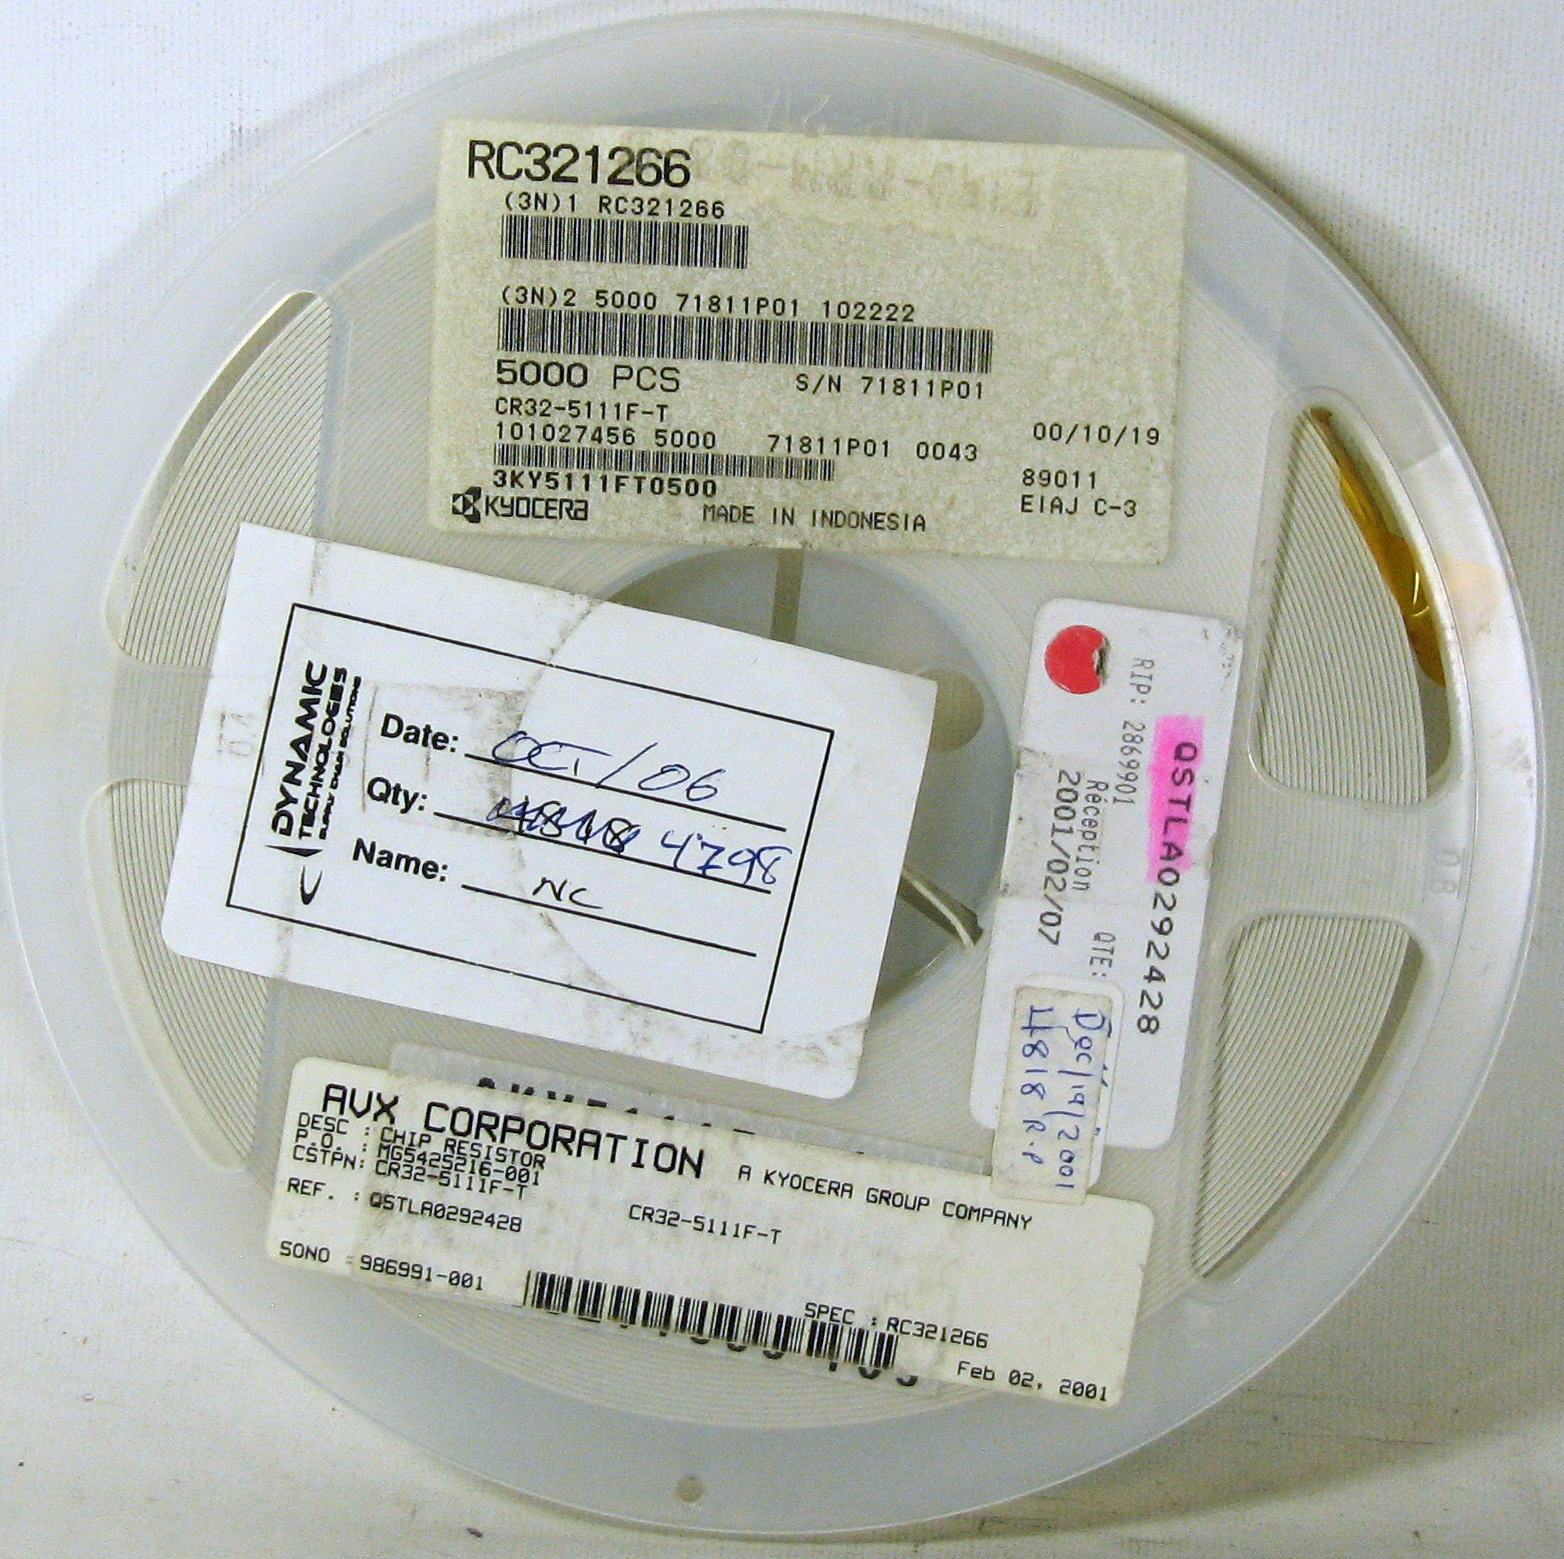 RC321266
(3N)1 RC321266
(3N)2 5000 71811P01 102222
5000 PCS S/N 71811P01
CR32-5111F-T
101027456 5000 71811P01 0043 00/10/19
3KY5111FT0500 89011
KYOCERA MADE IN INDONESIA EIAJ C-3
DYNAMIC
TECHNOLOGIES
SUPPLY CHAIN SOLUTIONS
Date: OCT/06
Qty: 4798
Name: NC
QSTLA0292428
RIP: 2869901 QTE:
Réception
2001/02/07
Dec/19/2001
4818 R.P
AVX CORPORATION A KYOCERA GROUP COMPANY
DESC : CHIP RESISTOR
P.O. : MG5425216-001
CSTPN: CR32-5111F-T
REF. : QSTLA0292428 CR32-5111F-T
SONO : 986991-001
SPEC : RC321266
Feb 02, 2001